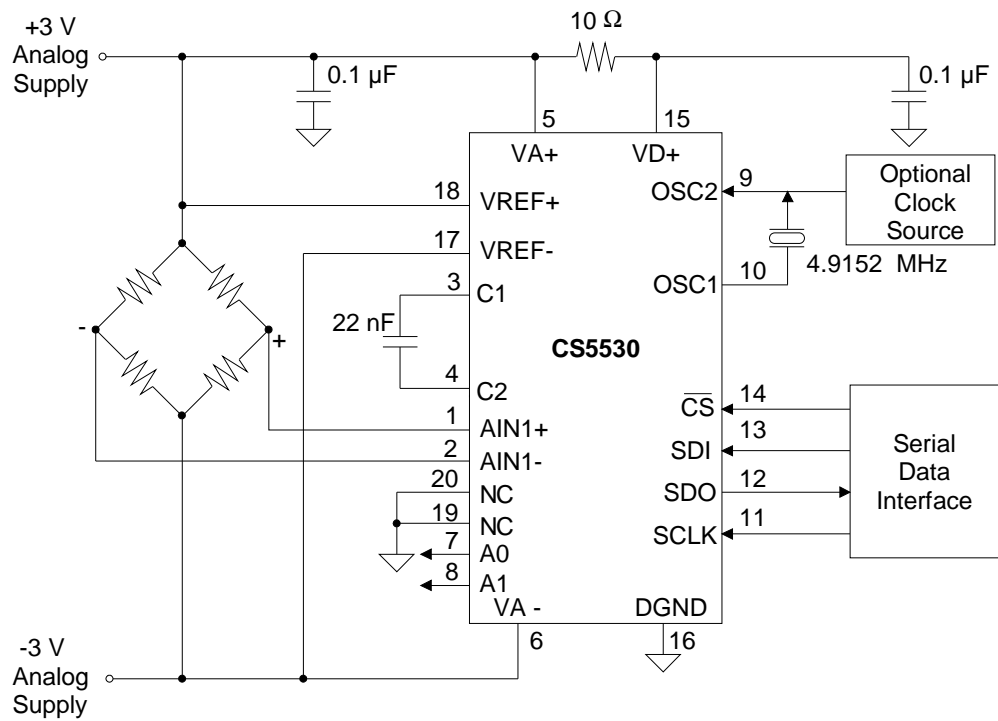 +3 V
Analog
Supply
10 Ω
0.1 µF
0.1 µF
5
15
VA+
VD+
18
VREF+
17
VREF-
3
C1
22 nF
4
C2
1
AIN1+
2
AIN1-
20
NC
19
NC
7
A0
8
A1
VA -
6
DGND
16
CS5530
OSC2
9
Optional
Clock
Source
4.9152 MHz
10
OSC1
CS
14
SDI
13
SDO
12
SCLK
11
Serial
Data
Interface
-
+
-3 V
Analog
Supply